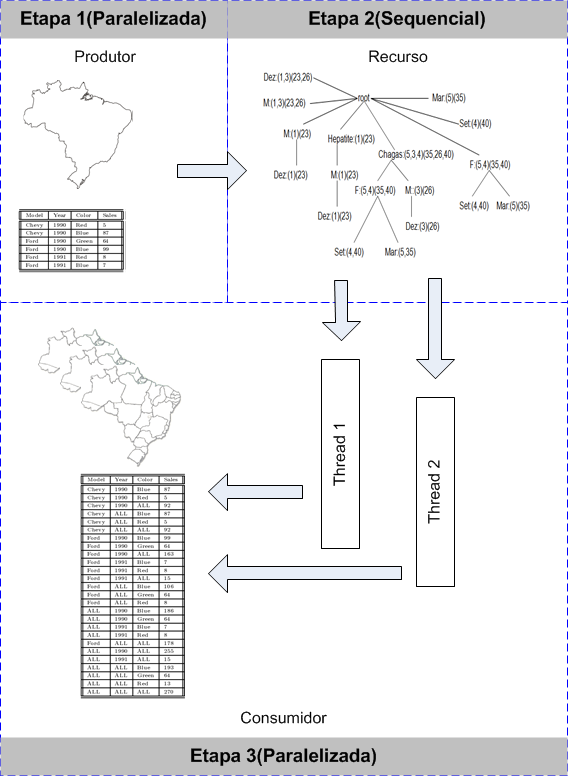 Etapa 1(Paralelizada)
Etapa 2(Sequencial)
Produtor
Recurso
Dez:(1,3)(23,26)
M:(1,3)(23,26)
M:(1)(23)
Dez:(1)(23)
root
Hepatite:(1)(23)
M:(1)(23)
Dez:(1)(23)
Chagas:(5,3,4)(35,26,40)
F:(5,4)(35,40)
M:(3)(26)
Dez:(3)(26)
Set:(4,40)
Mar:(5,35)
Mar:(5)(35)
Set:(4)(40)
F:(5,4)(35,40)
Set:(4,40)
Mar:(5)(35)
Model Year Color Sales
Chevy 1990 Red 5
Chevy 1990 Blue 87
Ford 1990 Green 64
Ford 1990 Blue 99
Ford 1991 Red 8
Ford 1991 Blue 7
Thread 1
Thread 2
Model Year Color Sales
Chevy 1990 Blue 87
Chevy 1990 Red 5
Chevy 1990 ALL 92
Chevy ALL Blue 87
Chevy ALL Red 5
Chevy ALL ALL 92
Ford 1990 Blue 99
Ford 1990 Green 64
Ford 1990 ALL 163
Ford 1991 Blue 7
Ford 1991 Red 8
Ford 1991 ALL 15
Ford ALL Blue 106
Ford ALL Green 64
Ford ALL Red 8
ALL 1990 Blue 186
ALL 1990 Green 64
ALL 1991 Blue 7
ALL 1991 Red 8
Ford ALL ALL 178
ALL 1990 ALL 255
ALL 1991 ALL 15
ALL ALL Blue 193
ALL ALL Green 64
ALL ALL Red 13
ALL ALL ALL 270
Consumidor
Etapa 3(Paralelizada)